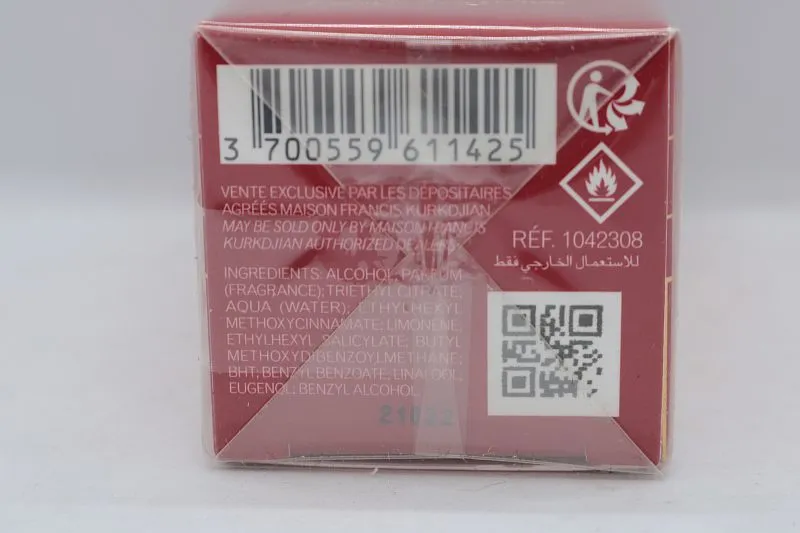 3 700559 611425
VENTE EXCLUSIVE PAR LES DÉPOSITAIRES
AGRÉÉS MAISON FRANCIS KURKDJIAN
MAY BE SOLD ONLY BY MAISON FRANCIS
KURKDJIAN AUTHORIZED DEALERS
RÉF. 1042308
للاستعمال الخارجي فقط
INGREDIENTS: ALCOHOL; PARFUM
(FRAGRANCE); TRIETHYL CITRATE;
AQUA (WATER); ETHYLHEXYL
METHOXYCINNAMATE; LIMONENE;
ETHYLHEXYL SALICYLATE; BUTYL
METHOXYDIBENZOYLMETHANE;
BHT; BENZYL BENZOATE; LINALOOL;
EUGENOL; BENZYL ALCOHOL